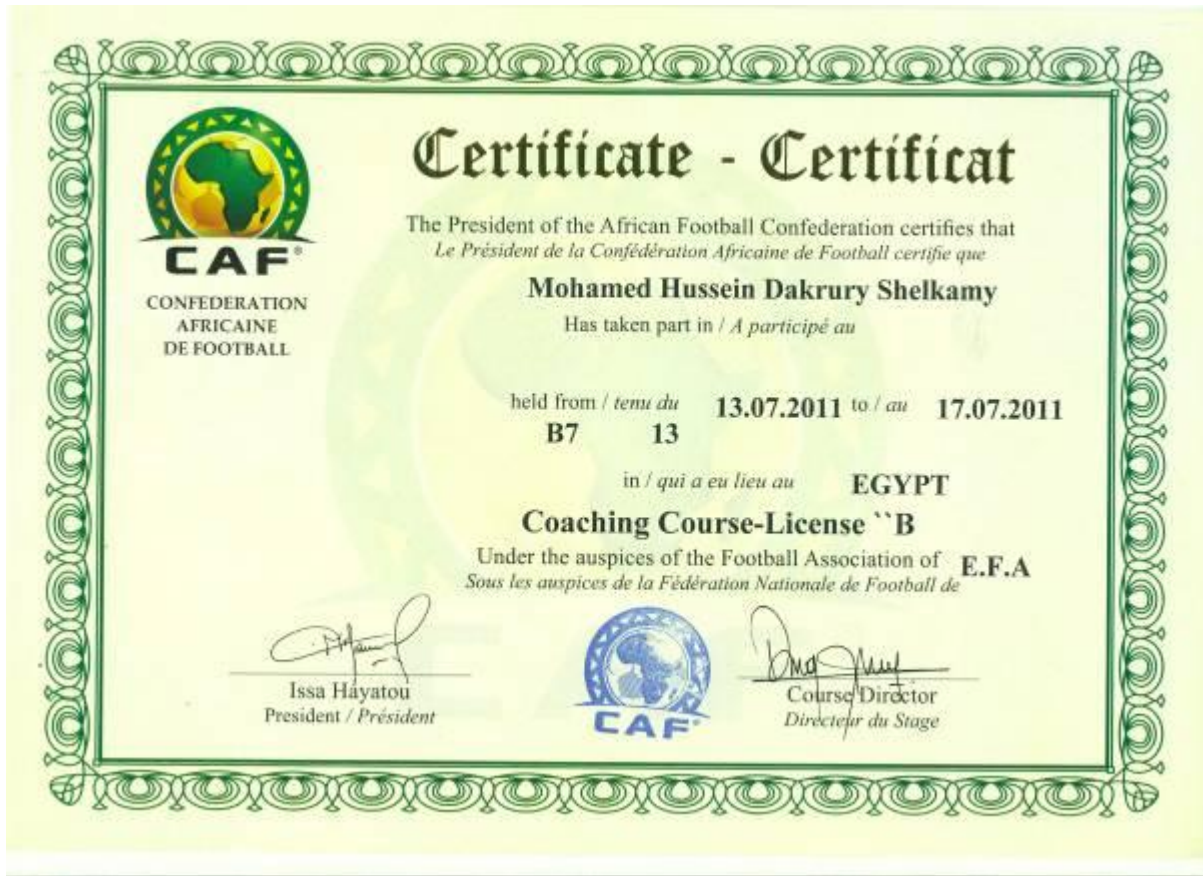 Certificate - Certificat
CAF®
CONFEDERATION
AFRICAINE
DE FOOTBALL
The President of the African Football Confederation certifies that
Le Président de la Confédération Africaine de Football certifie que
Mohamed Hussein Dakrury Shelkamy
Has taken part in / A participé au
held from / tenu du 13.07.2011 to / au 17.07.2011
B7 13
in / qui a eu lieu au EGYPT
Coaching Course-License ``B
Under the auspices of the Football Association of E.F.A
Sous les auspices de la Fédération Nationale de Football de
Issa Hayatou
President / Président
CAF
Course Director
Directeur du Stage